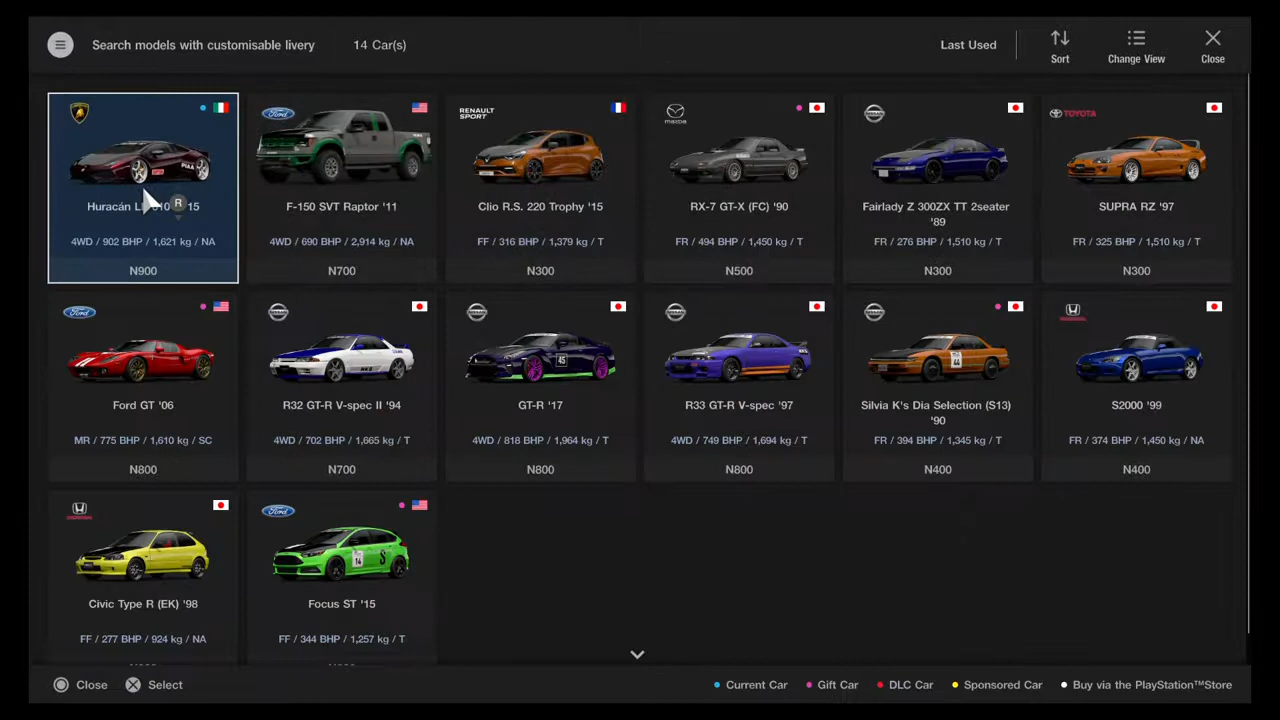 Search models with customisable livery 14 Car(s) Last Used Sort Change View Close
RENAULT SPORT
mazda
TOYOTA
PIAA
R
Huracán L
F-150 SVT Raptor '11
Clio R.S. 220 Trophy '15
RX-7 GT-X (FC) '90
Fairlady Z 300ZX TT 2seater '89
SUPRA RZ '97
4WD / 902 BHP / 1,621 kg / NA
4WD / 690 BHP / 2,914 kg / NA
FF / 316 BHP / 1,379 kg / T
FR / 494 BHP / 1,450 kg / T
FR / 276 BHP / 1,510 kg / T
FR / 325 BHP / 1,510 kg / T
N900
N700
N300
N500
N300
N300
Ford
Ford
45
44
Ford GT '06
R32 GT-R V-spec II '94
GT-R '17
R33 GT-R V-spec '97
Silvia K's Dia Selection (S13) '90
S2000 '99
MR / 775 BHP / 1,610 kg / SC
4WD / 702 BHP / 1,665 kg / T
4WD / 818 BHP / 1,964 kg / T
4WD / 749 BHP / 1,694 kg / T
FR / 394 BHP / 1,345 kg / T
FR / 374 BHP / 1,450 kg / NA
N800
N700
N800
N800
N400
N400
Ford
14
Civic Type R (EK) '98
Focus ST '15
FF / 277 BHP / 924 kg / NA
FF / 344 BHP / 1,257 kg / T
Close Select Current Car Gift Car DLC Car Sponsored Car Buy via the PlayStation™Store